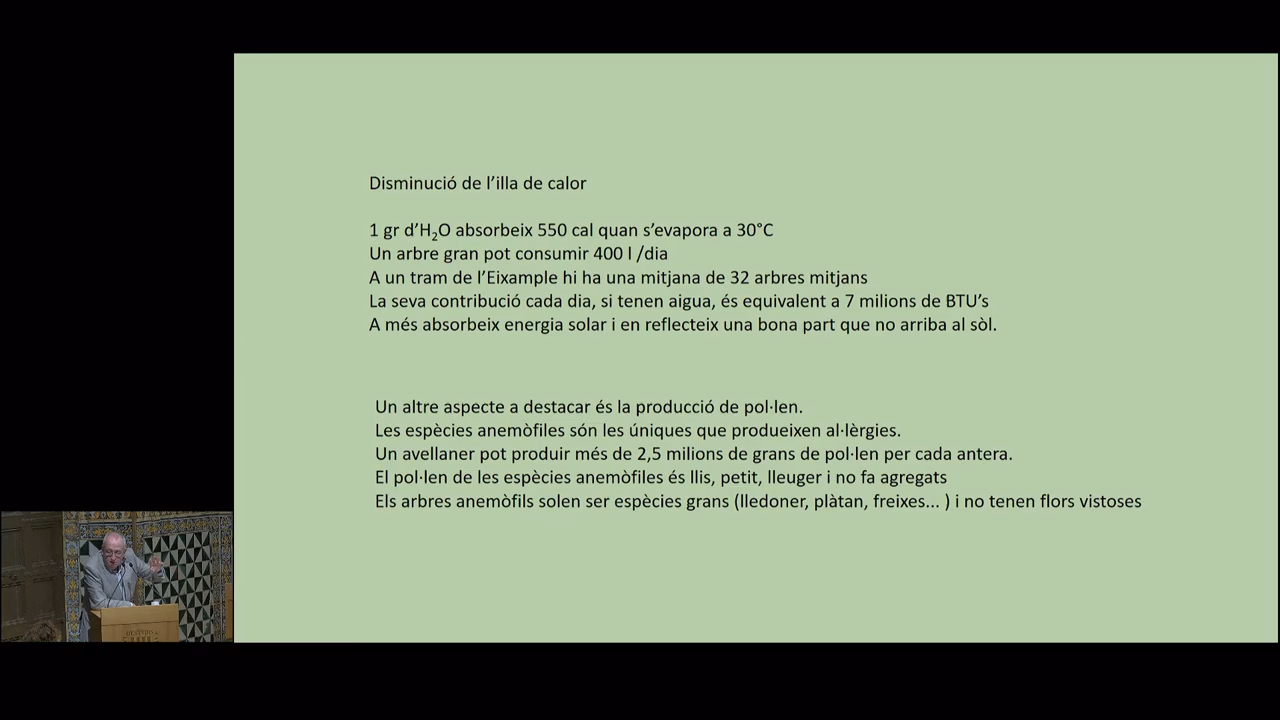 Disminució de l’illa de calor
1 gr d’H₂O absorbeix 550 cal quan s’evapora a 30°C
Un arbre gran pot consumir 400 l /dia
A un tram de l’Eixample hi ha una mitjana de 32 arbres mitjans
La seva contribució cada dia, si tenen aigua, és equivalent a 7 milions de BTU’s
A més absorbeix energia solar i en reflecteix una bona part que no arriba al sòl.
Un altre aspecte a destacar és la producció de pol·len.
Les espècies anemòfiles són les úniques que produeixen al·lèrgies.
Un avellaner pot produir més de 2,5 milions de grans de pol·len per cada antera.
El pol·len de les espècies anemòfiles és llis, petit, lleuger i no fa agregats
Els arbres anemòfils solen ser espècies grans (lledoner, plàtan, freixes... ) i no tenen flors vistoses